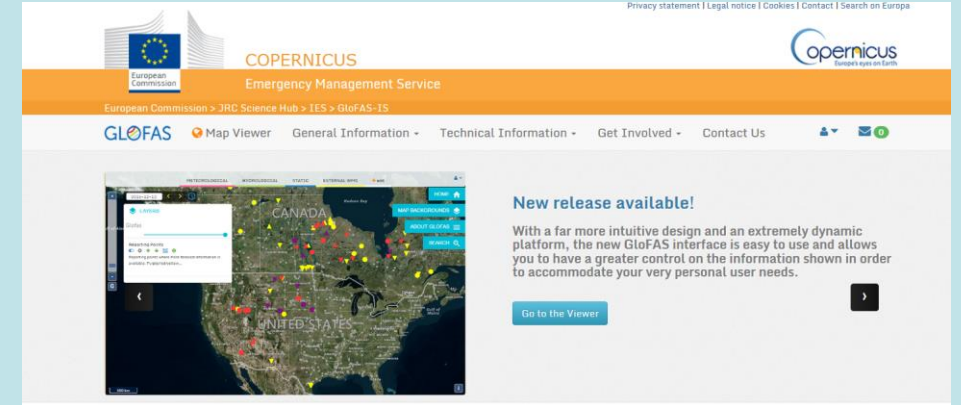 Privacy statement | Legal notice | Cookies | Contact | Search on Europa
European
Commission
COPERNICUS
Emergency Management Service
opernicus
Europe's eyes on Earth
European Commission > JRC Science Hub > IES > GloFAS-IS
GLOFAS
Map Viewer
General Information
Technical Information
Get Involved
Contact Us
0
METEOROLOGICAL
HYDROLOGICAL
STATIC
HOME
LAYERS
MAP BACKGROUNDS
ABOUT GLOFAS
SEARCH
CANADA
UNITED STATES
Reporting Points
New release available!
With a far more intuitive design and an extremely dynamic
platform, the new GloFAS interface is easy to use and allows
you to have a greater control on the information shown in order
to accommodate your very personal user needs.
Go to the Viewer